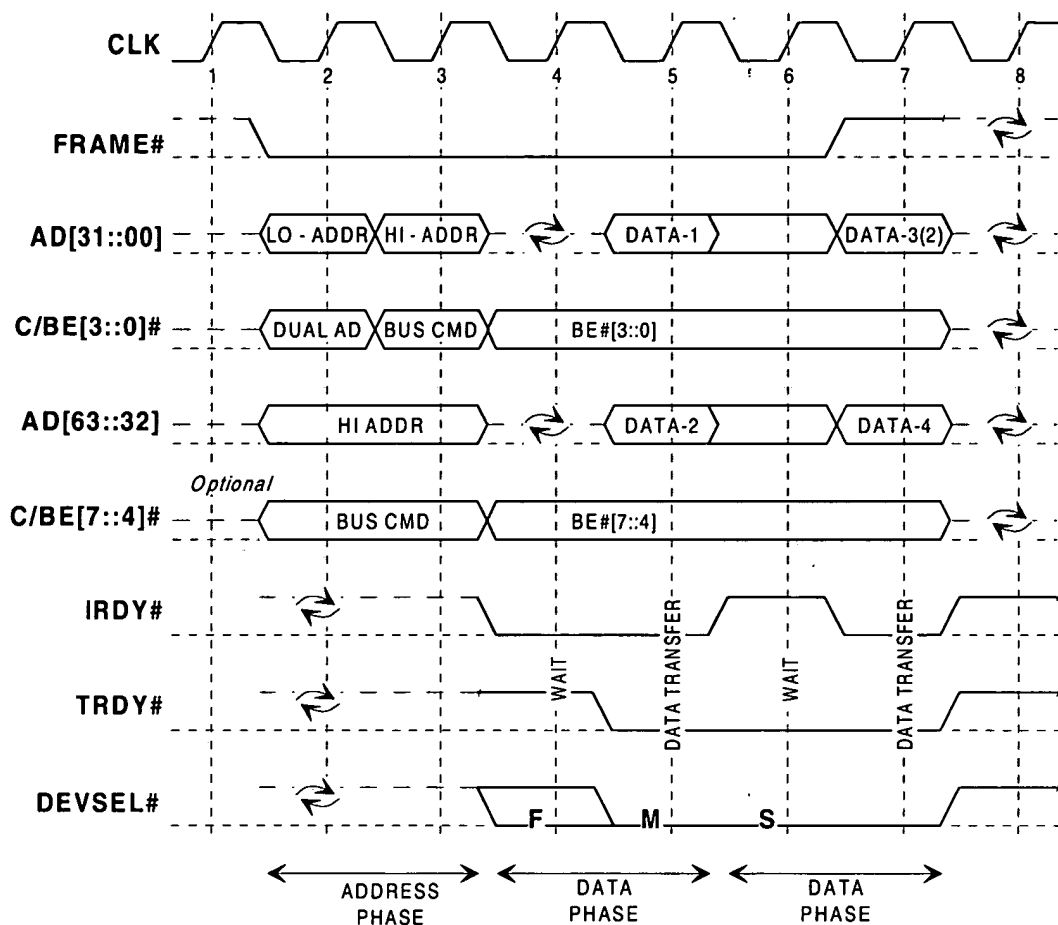 CLK
1 2 3 4 5 6 7 8
FRAME#
AD[31::00] LO - ADDR HI - ADDR DATA-1 DATA-3(2)
C/BE[3::0]# DUAL AD BUS CMD BE#[3::0]
AD[63::32] HI ADDR DATA-2 DATA-4
Optional
C/BE[7::4]# BUS CMD BE#[7::4]
IRDY#
WAIT
DATA TRANSFER
WAIT
DATA TRANSFER
TRDY#
DEVSEL#
F M S
ADDRESS
PHASE
DATA
PHASE
DATA
PHASE